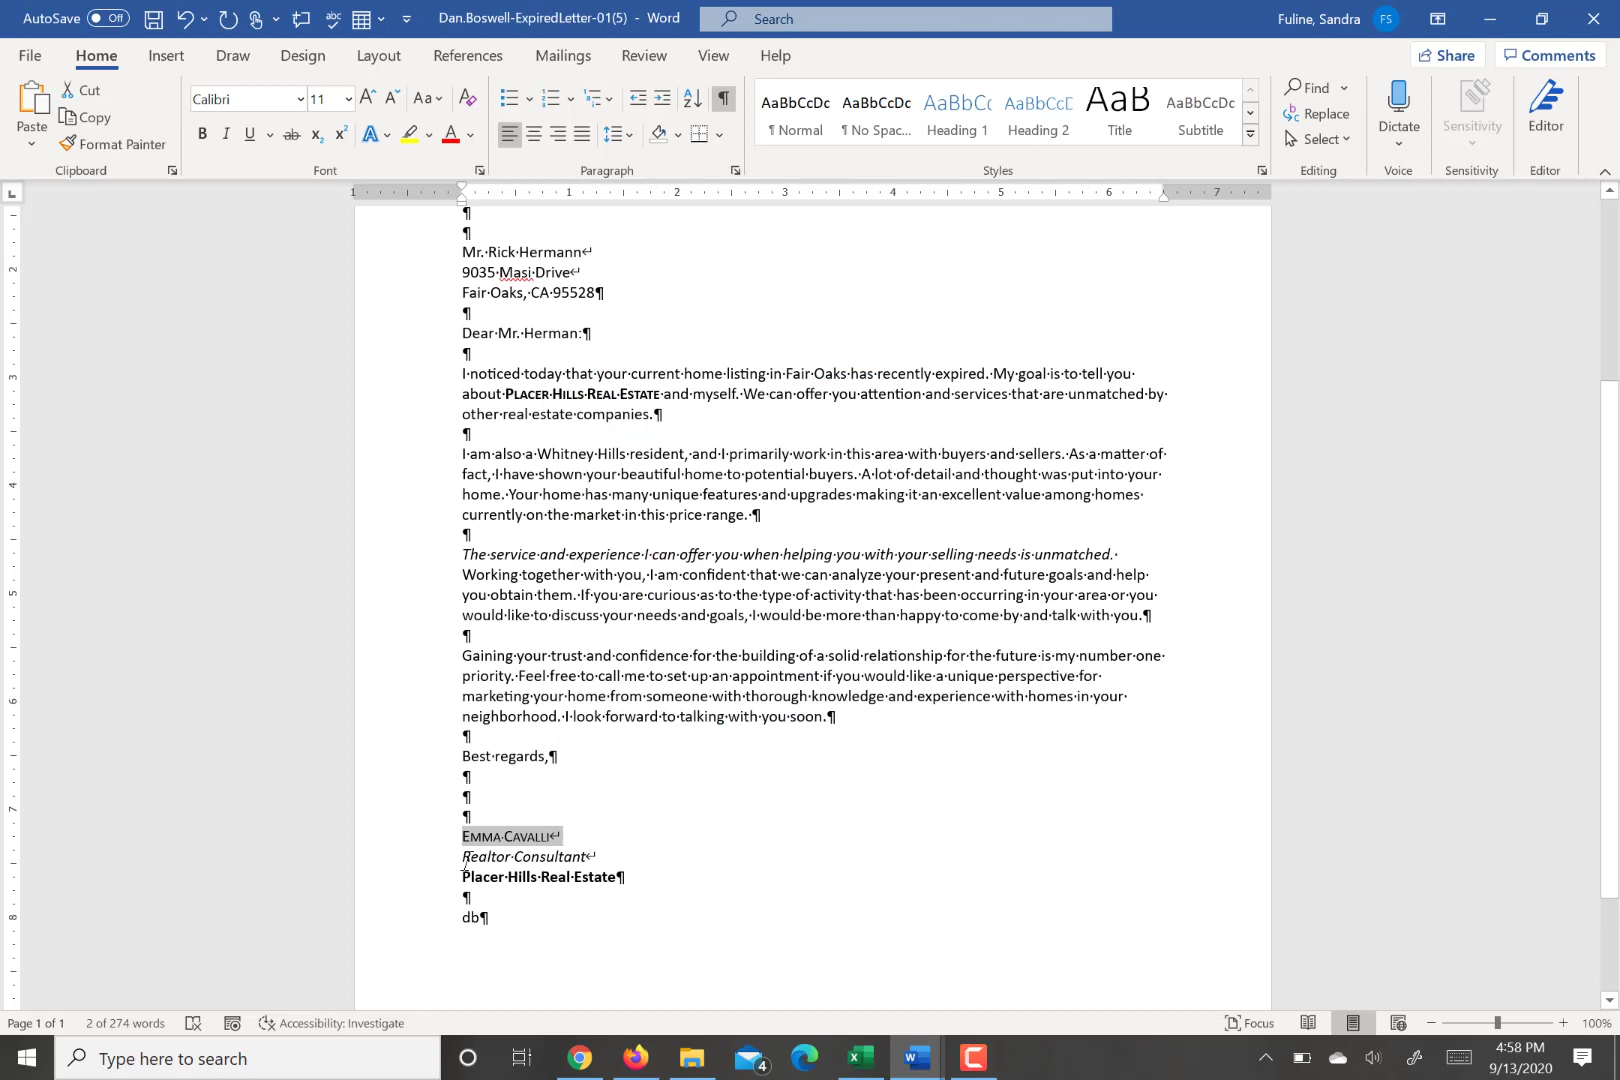 AutoSave Off
Dan.Boswell-ExpiredLetter-01(5) - Word
Search
Fuline, Sandra FS
File Home Insert Draw Design Layout References Mailings Review View Help
Share Comments
Paste
Cut
Copy
Format Painter
Clipboard
Calibri 11
Font
Paragraph
AaBbCcDc AaBbCcDc AaBbCc AaBbCcE AaB AaBbCcDc
¶ Normal ¶ No Spac... Heading 1 Heading 2 Title Subtitle
Styles
Find
Replace
Select
Editing
Dictate
Voice
Sensitivity
Sensitivity
Editor
Editor
1 1 2 3 4 5 6 7
¶
¶
Mr.·Rick·Hermann↵
9035·Masi·Drive↵
Fair·Oaks,·CA·95528¶
¶
Dear·Mr.·Herman:¶
¶
I·noticed·today·that·your·current·home·listing·in·Fair·Oaks·has·recently·expired.·My·goal·is·to·tell·you·
about·PLACER·HILLS·REAL·ESTATE·and·myself.·We·can·offer·you·attention·and·services·that·are·unmatched·by·
other·real·estate·companies.¶
¶
I·am·also·a·Whitney·Hills·resident,·and·I·primarily·work·in·this·area·with·buyers·and·sellers.·As·a·matter·of·
fact,·I·have·shown·your·beautiful·home·to·potential·buyers.·A·lot·of·detail·and·thought·was·put·into·your·
home.·Your·home·has·many·unique·features·and·upgrades·making·it·an·excellent·value·among·homes·
currently·on·the·market·in·this·price·range.·¶
¶
The·service·and·experience·I·can·offer·you·when·helping·you·with·your·selling·needs·is·unmatched.·
Working·together·with·you,·I·am·confident·that·we·can·analyze·your·present·and·future·goals·and·help·
you·obtain·them.·If·you·are·curious·as·to·the·type·of·activity·that·has·been·occurring·in·your·area·or·you·
would·like·to·discuss·your·needs·and·goals,·I·would·be·more·than·happy·to·come·by·and·talk·with·you.¶
¶
Gaining·your·trust·and·confidence·for·the·building·of·a·solid·relationship·for·the·future·is·my·number·one·
priority.·Feel·free·to·call·me·to·set·up·an·appointment·if·you·would·like·a·unique·perspective·for·
marketing·your·home·from·someone·with·thorough·knowledge·and·experience·with·homes·in·your·
neighborhood.·I·look·forward·to·talking·with·you·soon.¶
¶
Best·regards,¶
¶
¶
¶
EMMA·CAVALLI↵
Realtor·Consultant↵
Placer·Hills·Real·Estate¶
¶
db¶
2
3
4
5
6
7
8
Page 1 of 1 2 of 274 words Accessibility: Investigate
Focus 100%
Type here to search
4
4:58 PM
9/13/2020